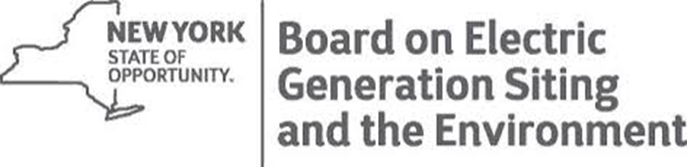 NEW YORK
STATE OF
OPPORTUNITY.
Board on Electric
Generation Siting
and the Environment